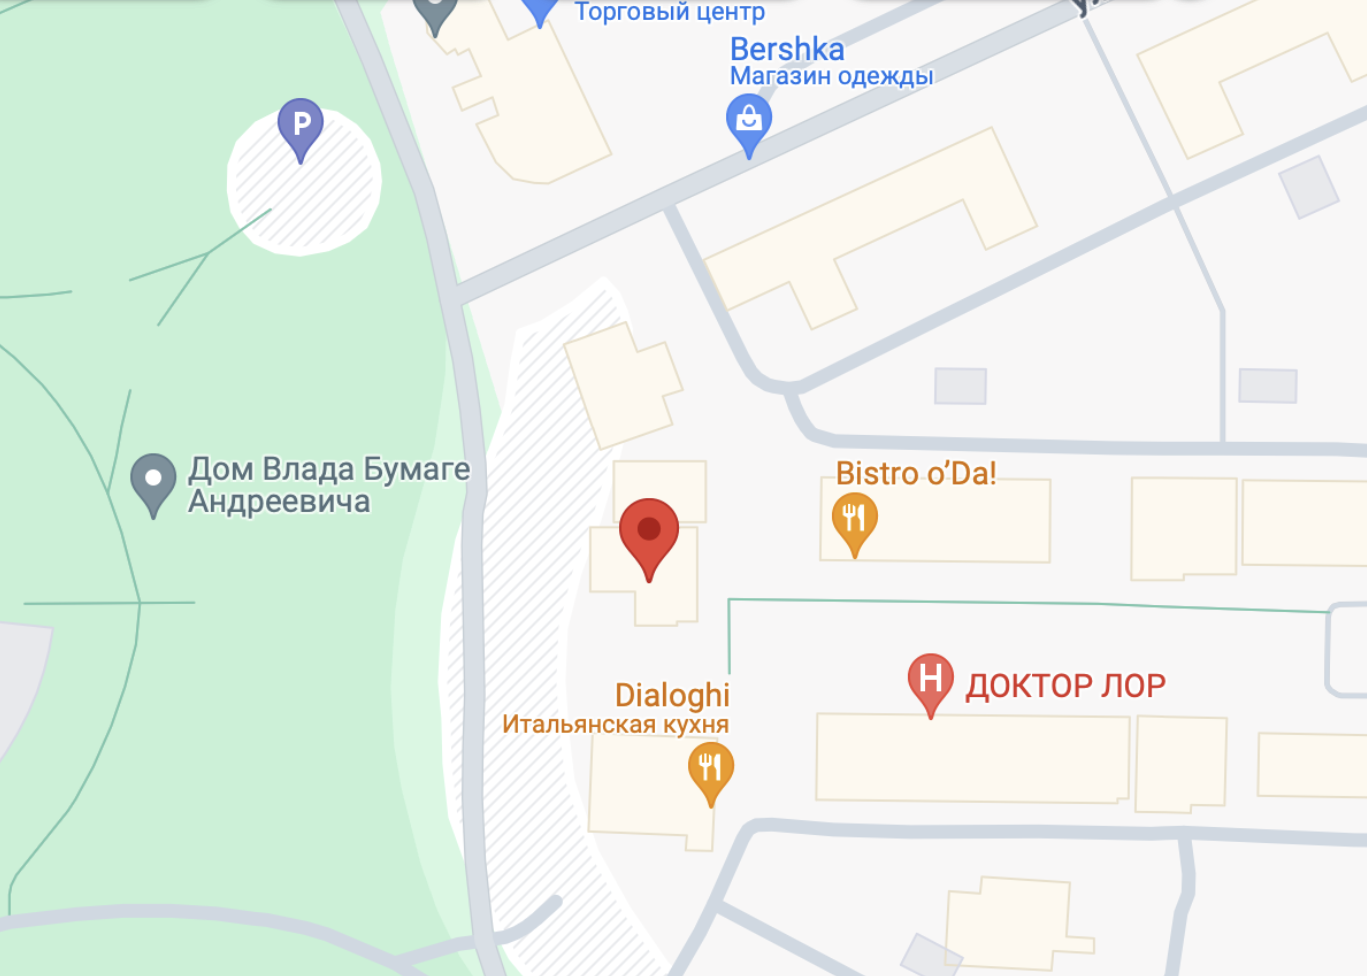 Торговый центр
Bershka
Магазин одежды
P
Дом Влада Бумаге
Андреевича
Bistro o’Da!
H
ДОКТОР ЛОР
Dialoghi
Итальянская кухня